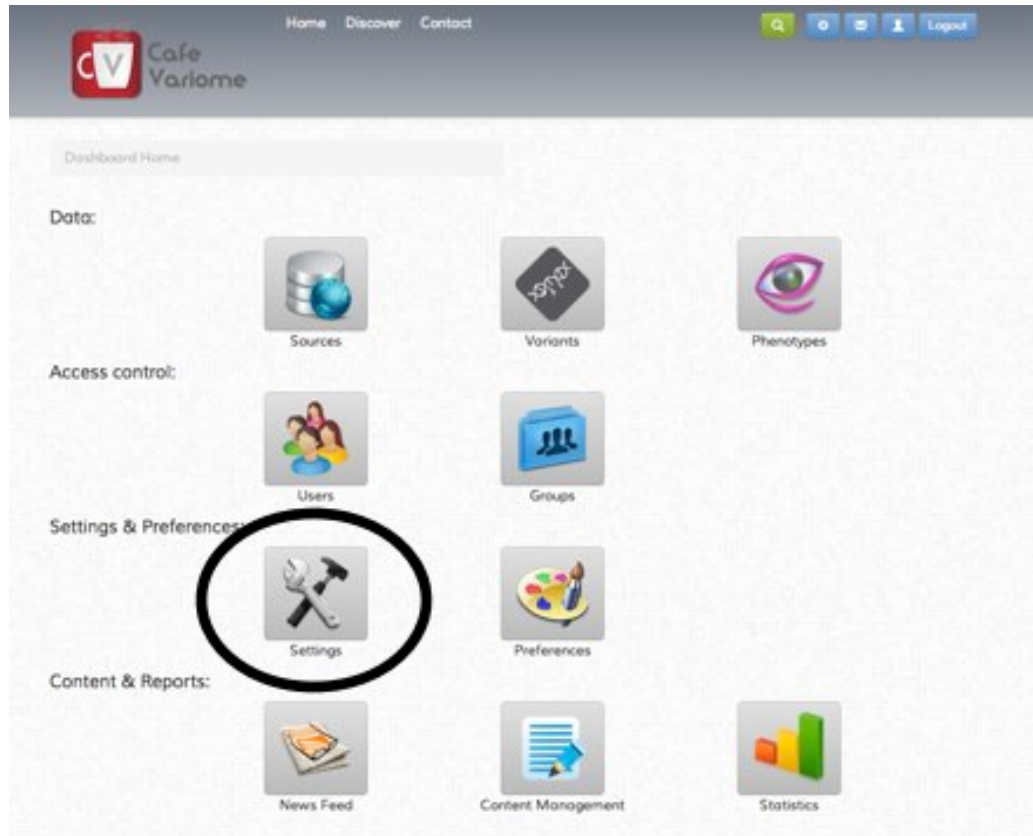 Home Discover Contact
Logout
CV Cafe
Variome
Dashboard Home
Data:
Sources Variants Phenotypes
Access control:
Users Groups
Settings & Preferences:
Settings Preferences
Content & Reports:
News Feed Content Management Statistics